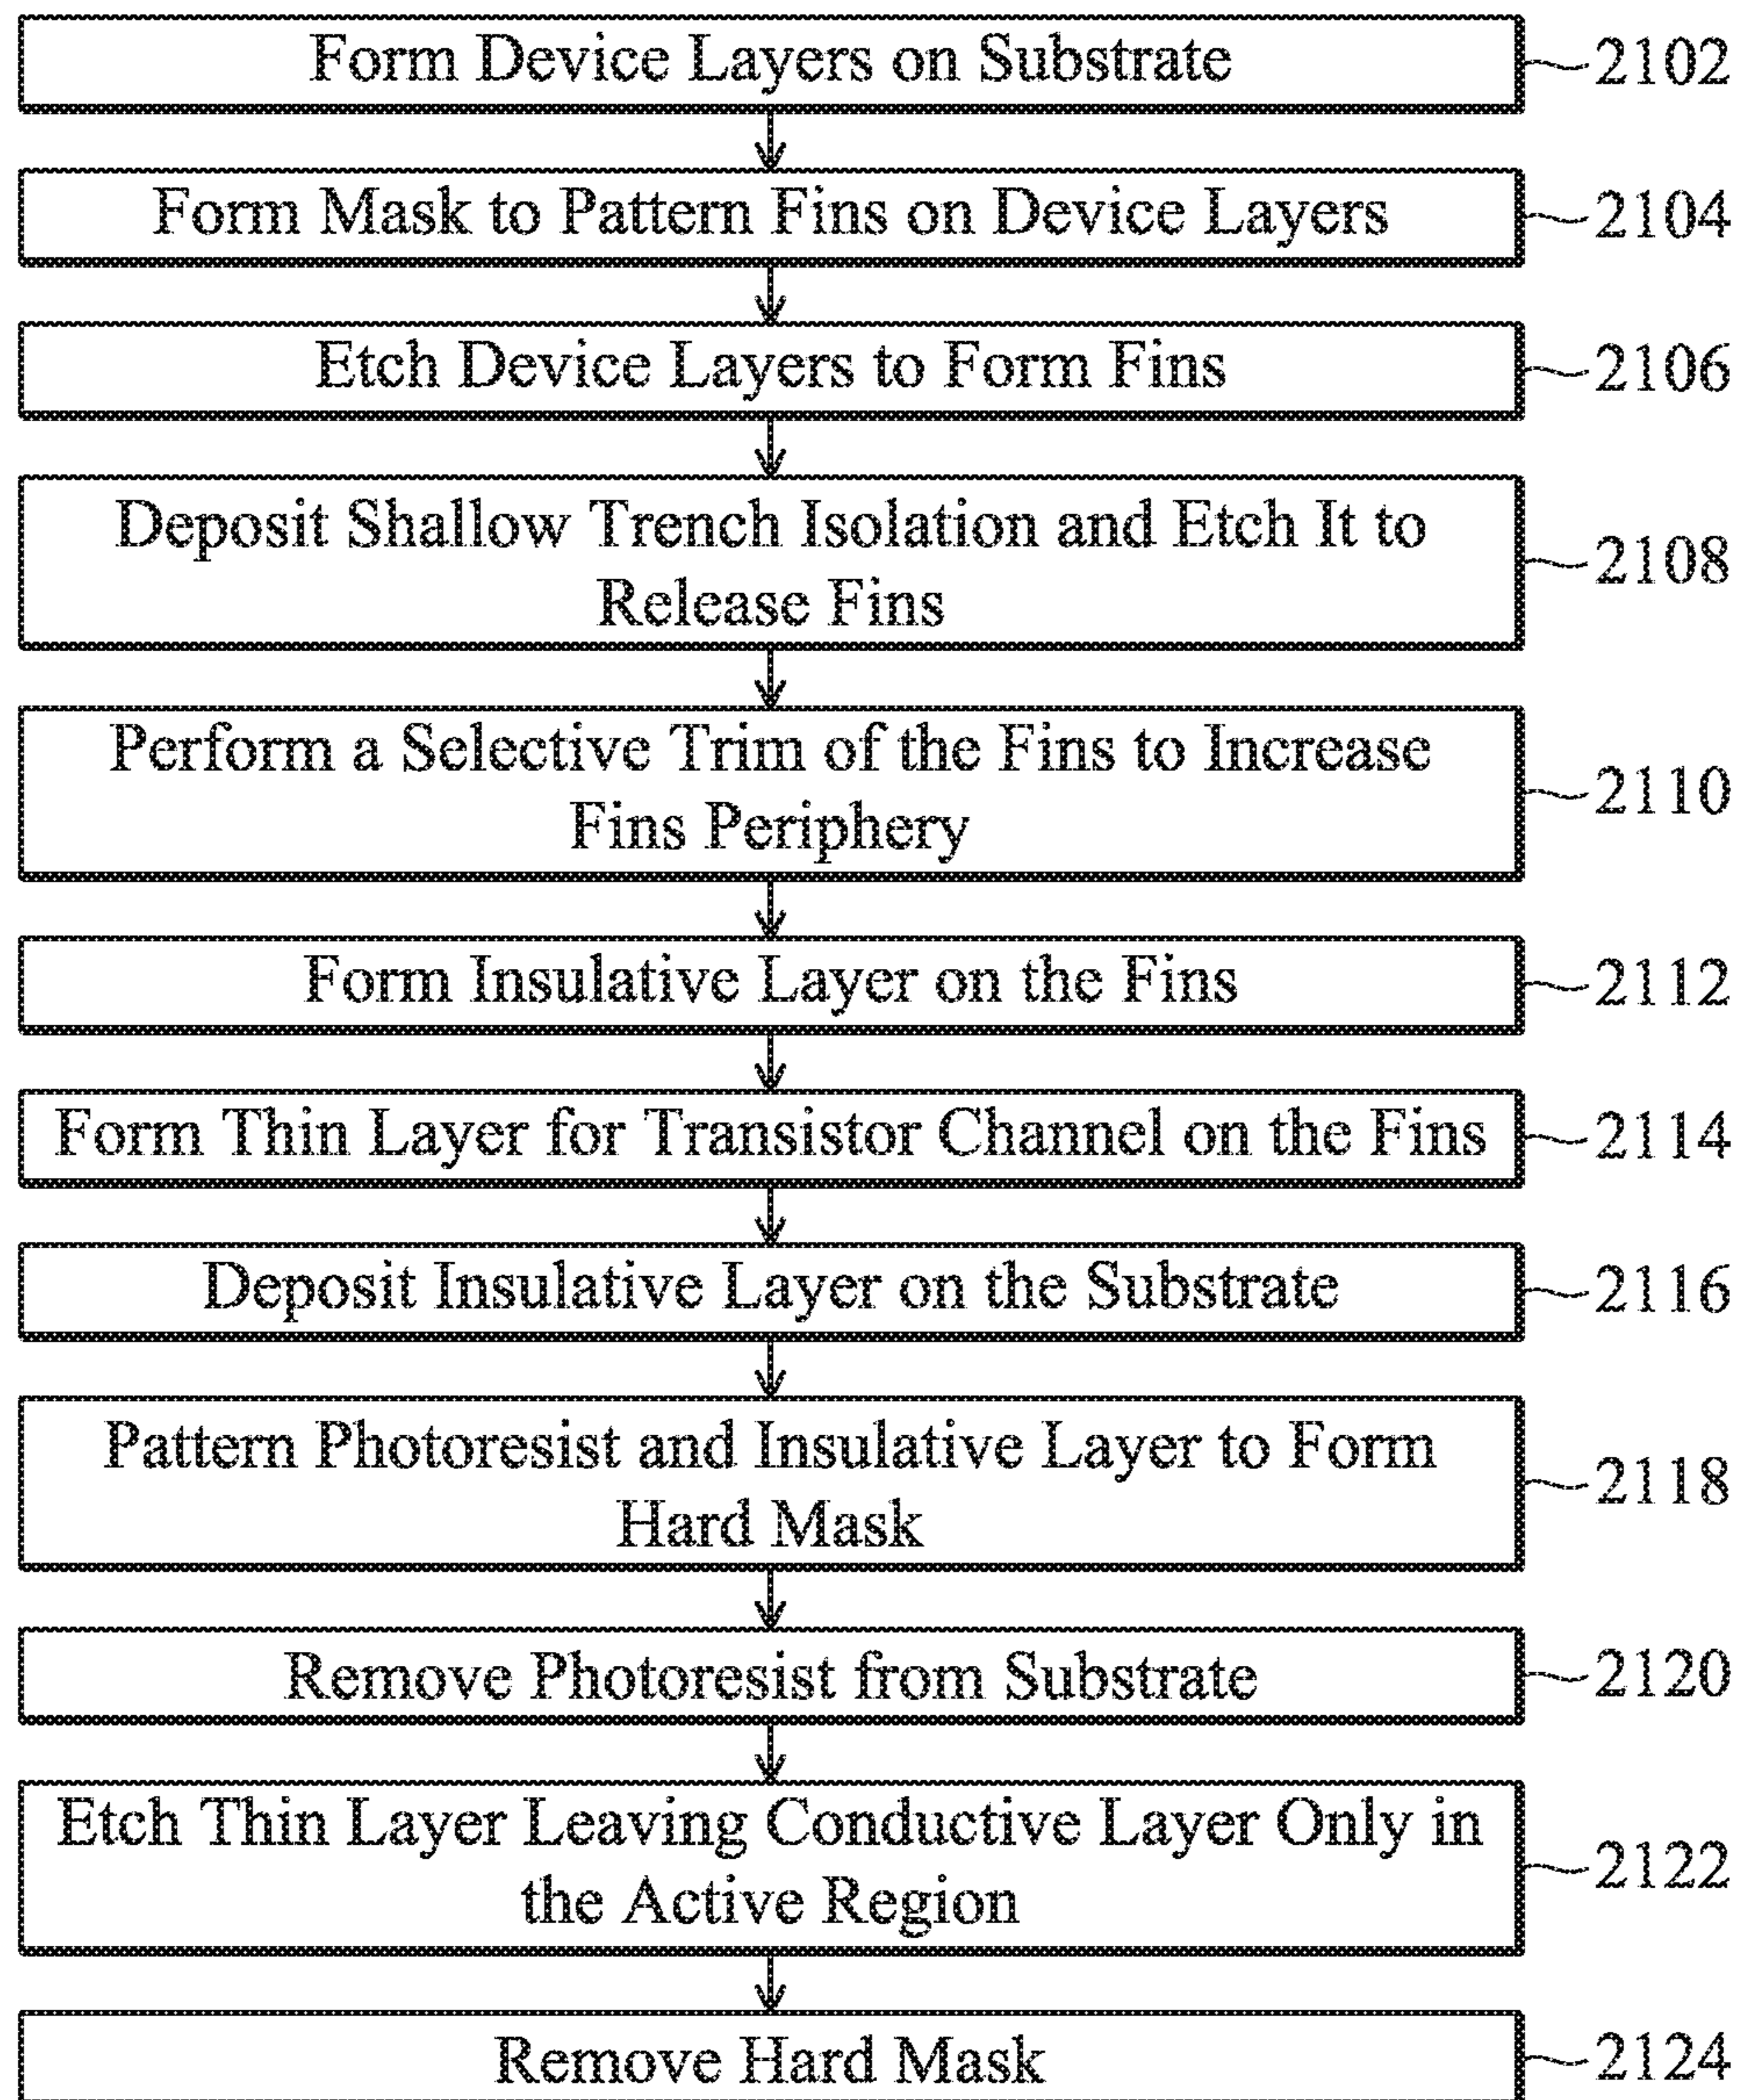 Form Device Layers on Substrate 2102
Form Mask to Pattern Fins on Device Layers 2104
Etch Device Layers to Form Fins 2106
Deposit Shallow Trench Isolation and Etch It to
Release Fins
2108
Perform a Selective Trim of the Fins to Increase
Fins Periphery
2110
Form Insulative Layer on the Fins 2112
Form Thin Layer for Transistor Channel on the Fins 2114
Deposit Insulative Layer on the Substrate 2116
Pattern Photoresist and Insulative Layer to Form
Hard Mask
2118
Remove Photoresist from Substrate 2120
Etch Thin Layer Leaving Conductive Layer Only in
the Active Region
2122
Remove Hard Mask 2124